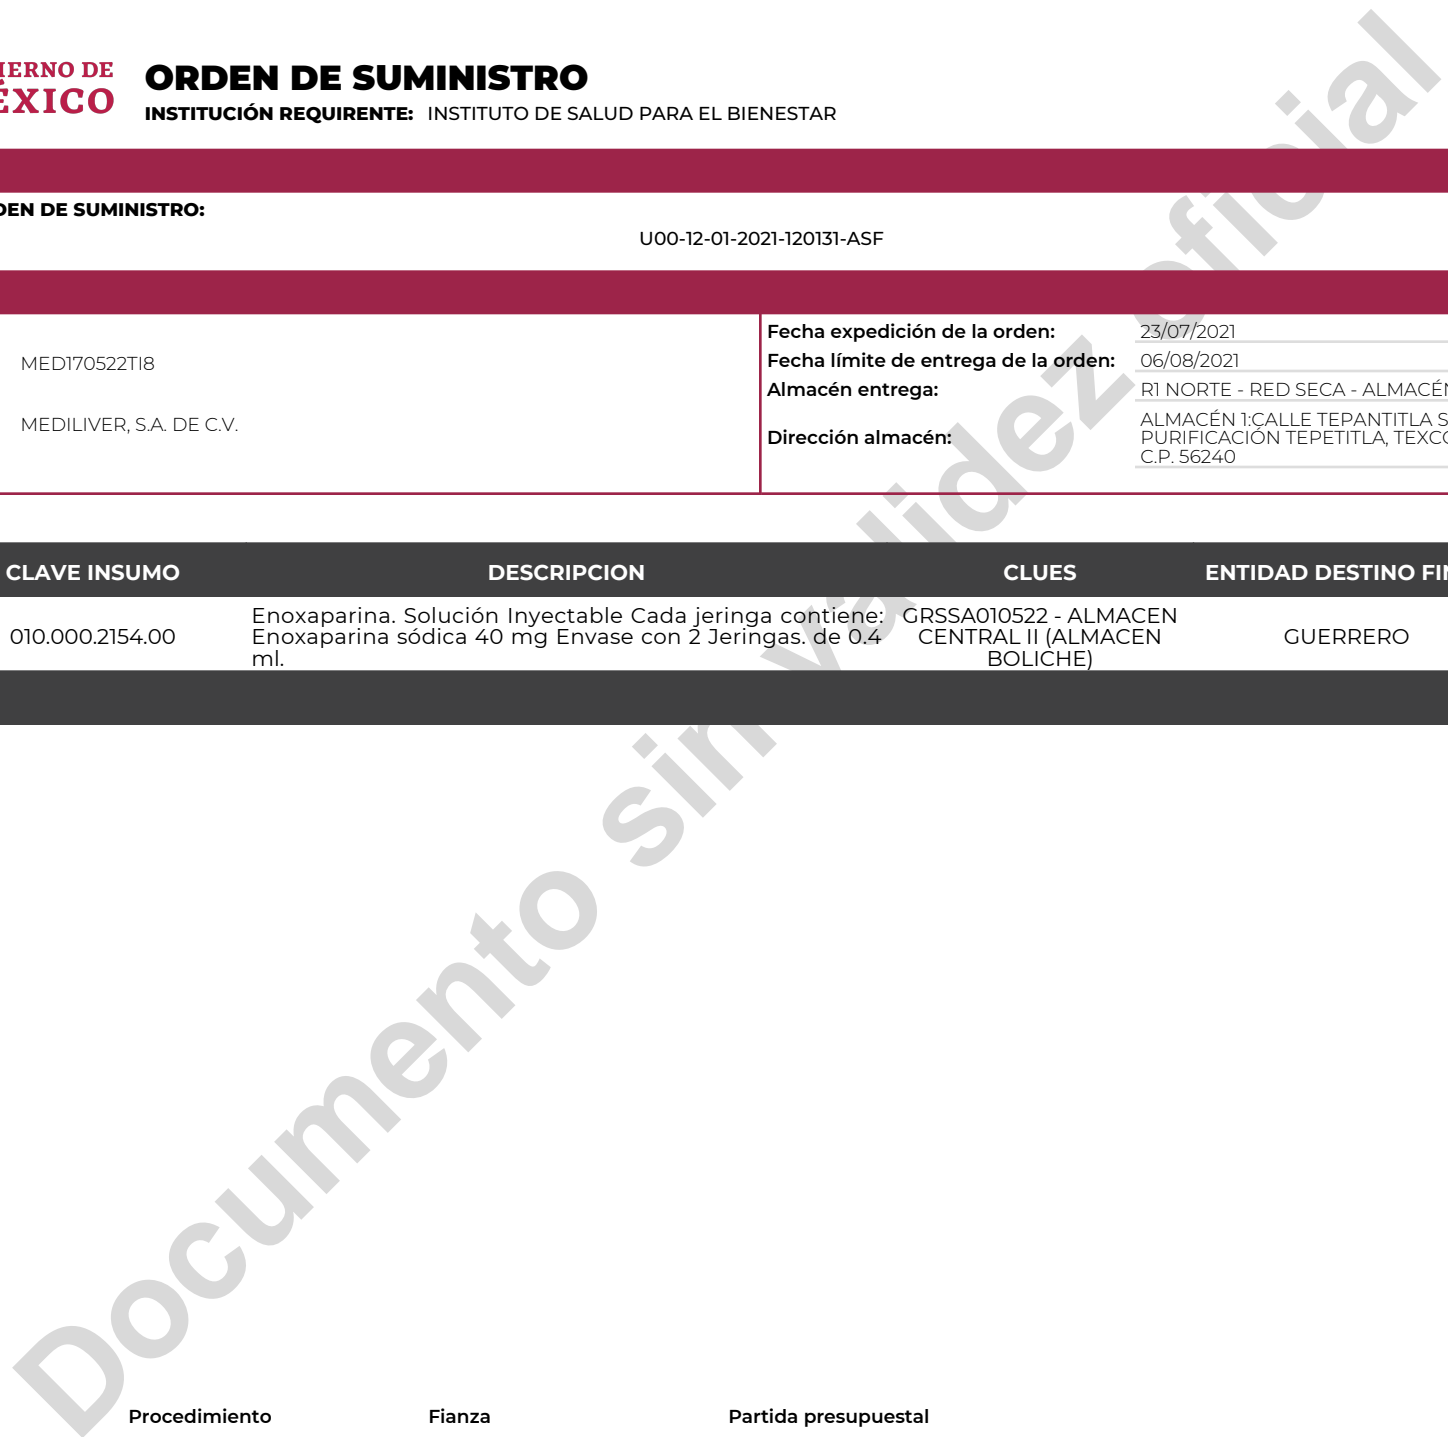 IERNO DE
ÉXICO
ORDEN DE SUMINISTRO
INSTITUCIÓN REQUIRENTE: INSTITUTO DE SALUD PARA EL BIENESTAR
DEN DE SUMINISTRO:
U00-12-01-2021-120131-ASF
MED170522TI8
MEDILIVER, S.A. DE C.V.
Fecha expedición de la orden: 23/07/2021
Fecha límite de entrega de la orden: 06/08/2021
Almacén entrega: R1 NORTE - RED SECA - ALMACÉN
Dirección almacén: ALMACÉN 1:CALLE TEPANTITLA S
PURIFICACIÓN TEPETITLA, TEXCO
C.P. 56240
CLAVE INSUMO DESCRIPCION CLUES ENTIDAD DESTINO FIN
010.000.2154.00 Enoxaparina. Solución Inyectable Cada jeringa contiene: Enoxaparina sódica 40 mg Envase con 2 Jeringas. de 0.4 ml. GRSSA010522 - ALMACEN CENTRAL II (ALMACEN BOLICHE) GUERRERO
Documento sin validez oficial
Procedimiento Fianza Partida presupuestal